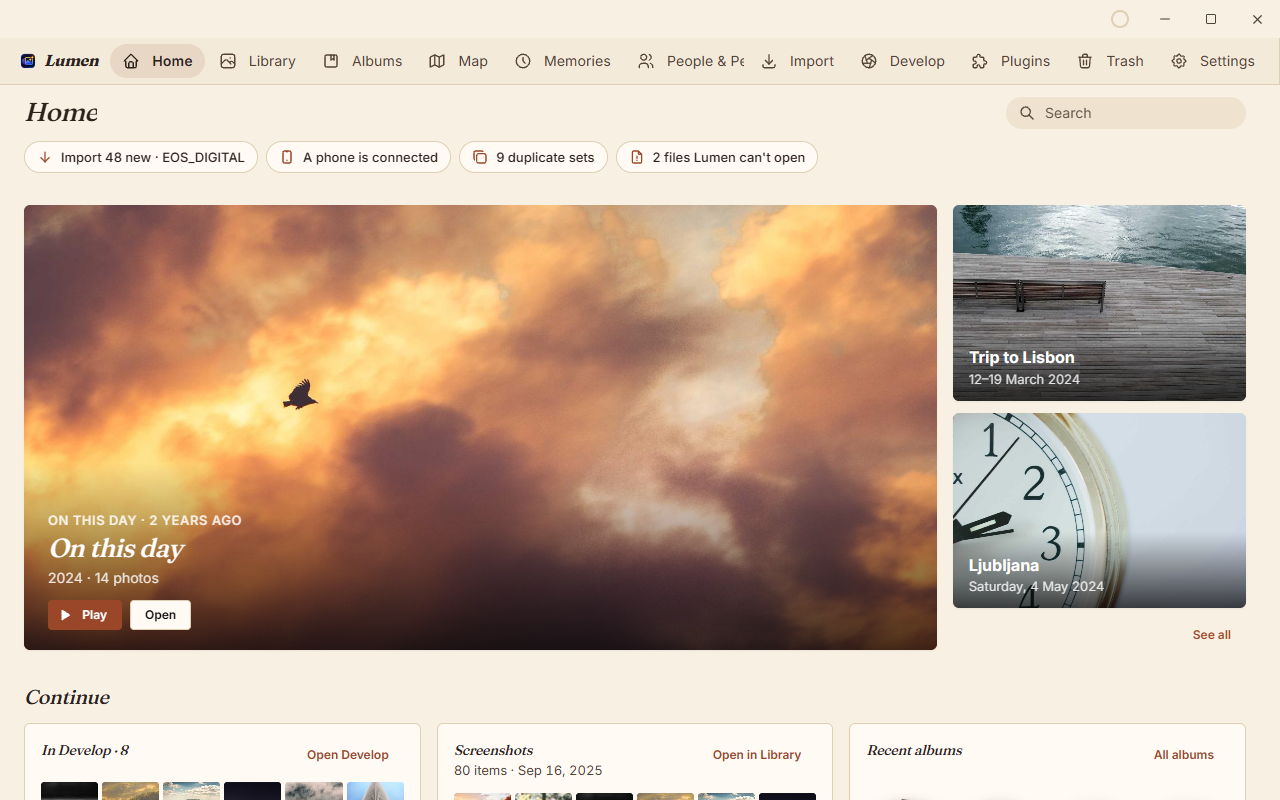 Lumen
Home
Library
Albums
Map
Memories
People & Pe
Import
Develop
Plugins
Trash
Settings
Home
Search
Import 48 new · EOS_DIGITAL
A phone is connected
9 duplicate sets
2 files Lumen can't open
ON THIS DAY · 2 YEARS AGO
On this day
2024 · 14 photos
Play
Open
Trip to Lisbon
12–19 March 2024
1
x
2
3
4
Ljubljana
Saturday, 4 May 2024
See all
Continue
In Develop · 8
Open Develop
Screenshots
80 items · Sep 16, 2025
Open in Library
Recent albums
All albums